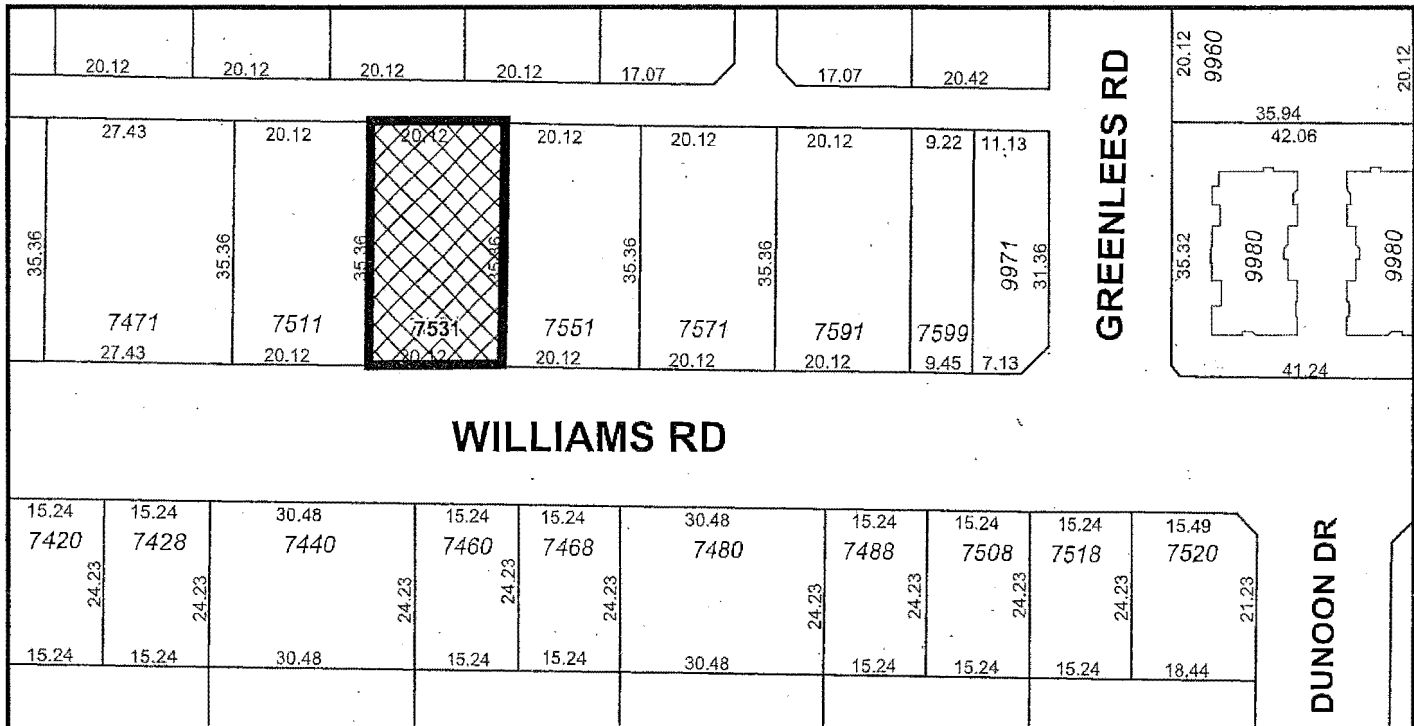 20.12 20.12 20.12 20.12 17.07 17.07 20.42
20.12 9960 20.12
35.94
GREENLEES RD
27.43 20.12 20.12 20.12 20.12 20.12 9.22 11.13
42.06
35.36 35.36 35.36 35.36 35.36 35.36 9971 31.36
35.32 9980 9980
7471 7511 7531 7551 7571 7591 7599
27.43 20.12 20.12 20.12 20.12 20.12 9.45 7.13
41.24
WILLIAMS RD
15.24 15.24 30.48 15.24 15.24 30.48 15.24 15.24 15.24 15.49
7420 7428 7440 7460 7468 7480 7488 7508 7518 7520
24.23 24.23 24.23 24.23 24.23 24.23 24.23 24.23 24.23 21.23
15.24 15.24 30.48 15.24 15.24 30.48 15.24 15.24 15.24 18.44
DUNOON DR